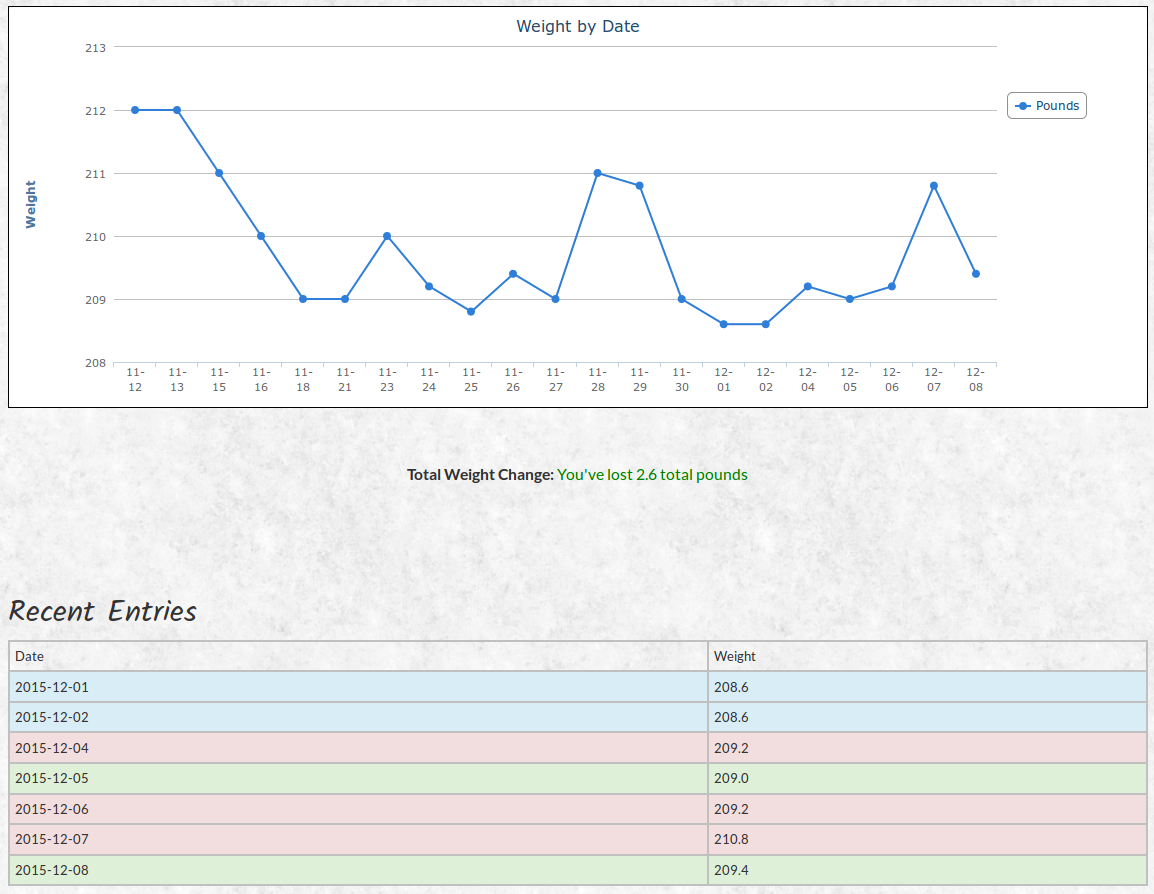 Weight by Date
213
212
211
210
209
208
Weight
Pounds
11-12 11-13 11-15 11-16 11-18 11-21 11-23 11-24 11-25 11-26 11-27 11-28 11-29 11-30 12-01 12-02 12-04 12-05 12-06 12-07 12-08
Total Weight Change: You've lost 2.6 total pounds
Recent Entries
Date Weight
2015-12-01 208.6
2015-12-02 208.6
2015-12-04 209.2
2015-12-05 209.0
2015-12-06 209.2
2015-12-07 210.8
2015-12-08 209.4